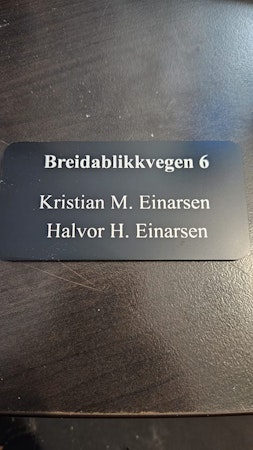 Breidablikkvegen 6
Kristian M. Einarsen
Halvor H. Einarsen